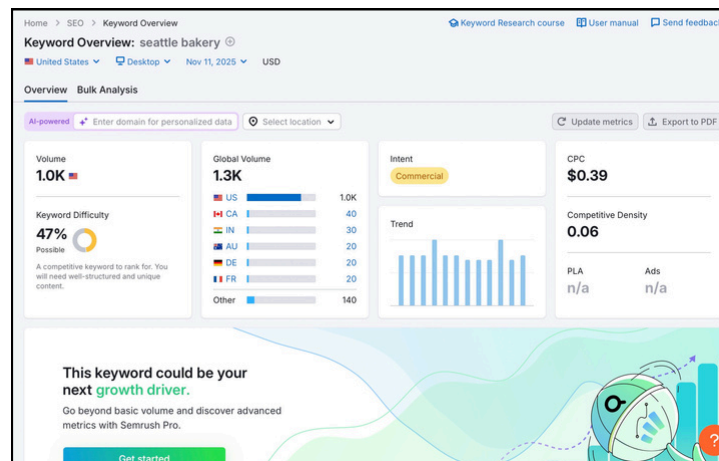 Home > SEO > Keyword Overview
Keyword Research course
User manual
Send feedback
Keyword Overview: seattle bakery
United States
Desktop
Nov 11, 2025
USD
Overview
Bulk Analysis
AI-powered
Enter domain for personalized data
Select location
Update metrics
Export to PDF
Volume
1.0K
Keyword Difficulty
47%
Possible
A competitive keyword to rank for. You
will need well-structured and unique
content.
Global Volume
1.3K
US 1.0K
CA 40
IN 30
AU 20
DE 20
FR 20
Other 140
Intent
Commercial
Trend
CPC
$0.39
Competitive Density
0.06
PLA Ads
n/a n/a
This keyword could be your
next growth driver.
Go beyond basic volume and discover advanced
metrics with Semrush Pro.
Get started
?